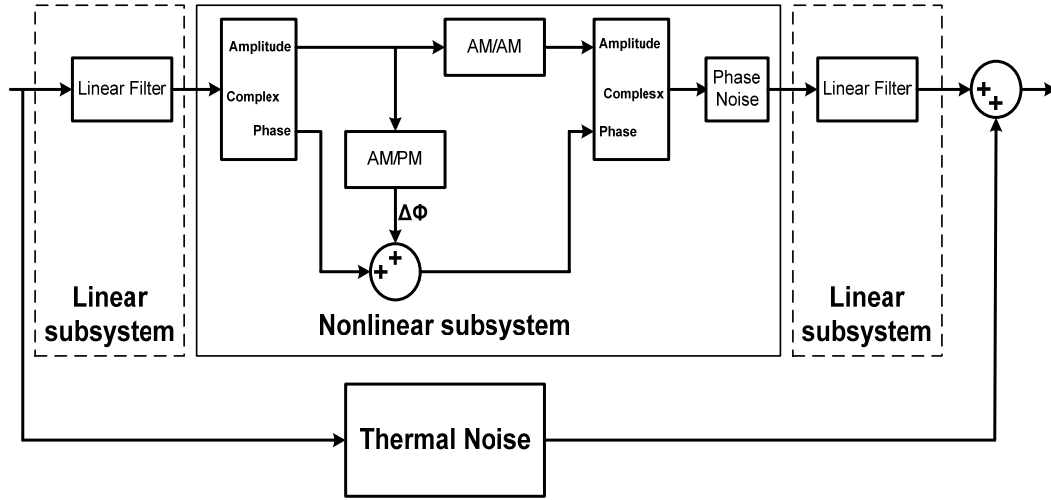 Linear Filter
Linear
subsystem
Amplitude
Complex
Phase
AM/AM
AM/PM
ΔΦ
+
+
Amplitude
Complesx
Phase
Phase
Noise
Nonlinear subsystem
Linear Filter
Linear
subsystem
+
+
Thermal Noise